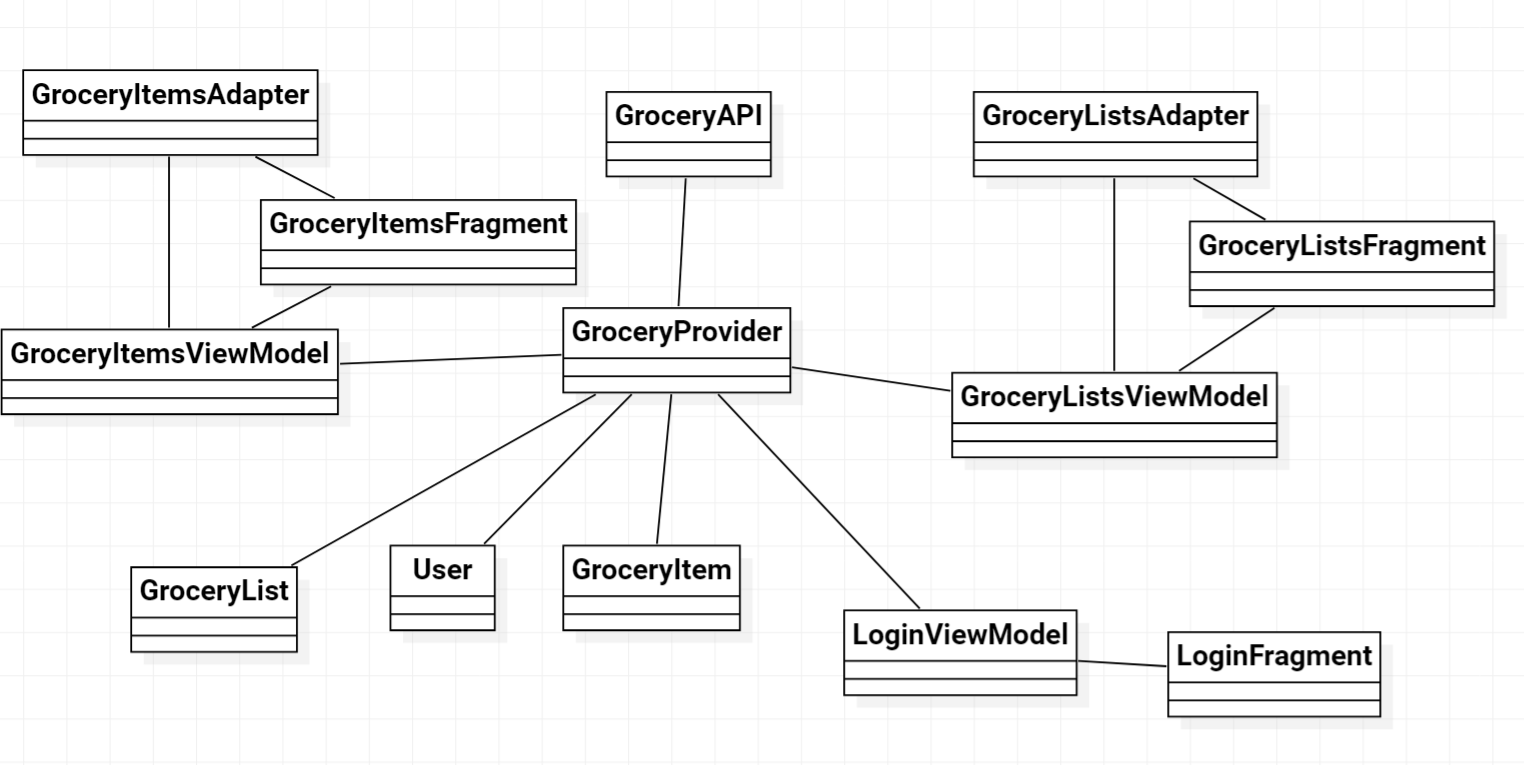 GroceryItemsAdapter
GroceryAPI
GroceryListsAdapter
GroceryItemsFragment
GroceryListsFragment
GroceryProvider
GroceryItemsViewModel
GroceryListsViewModel
User
GroceryItem
GroceryList
LoginViewModel
LoginFragment